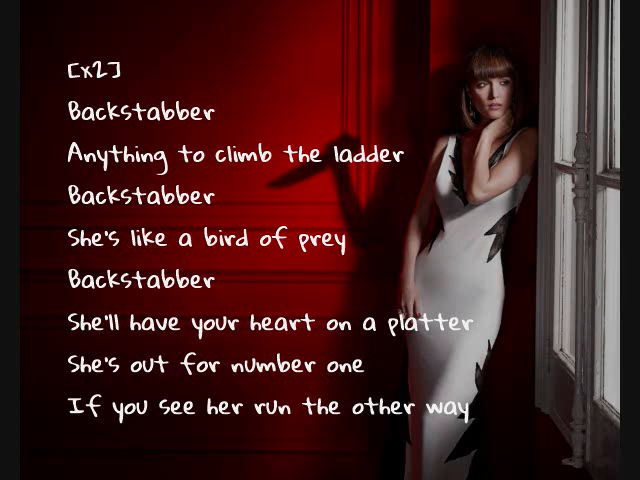 [x2]
Backstabber
Anything to climb the ladder
Backstabber
She's like a bird of prey
Backstabber
She'll have your heart on a platter
She's out for number one
If you see her run the other way